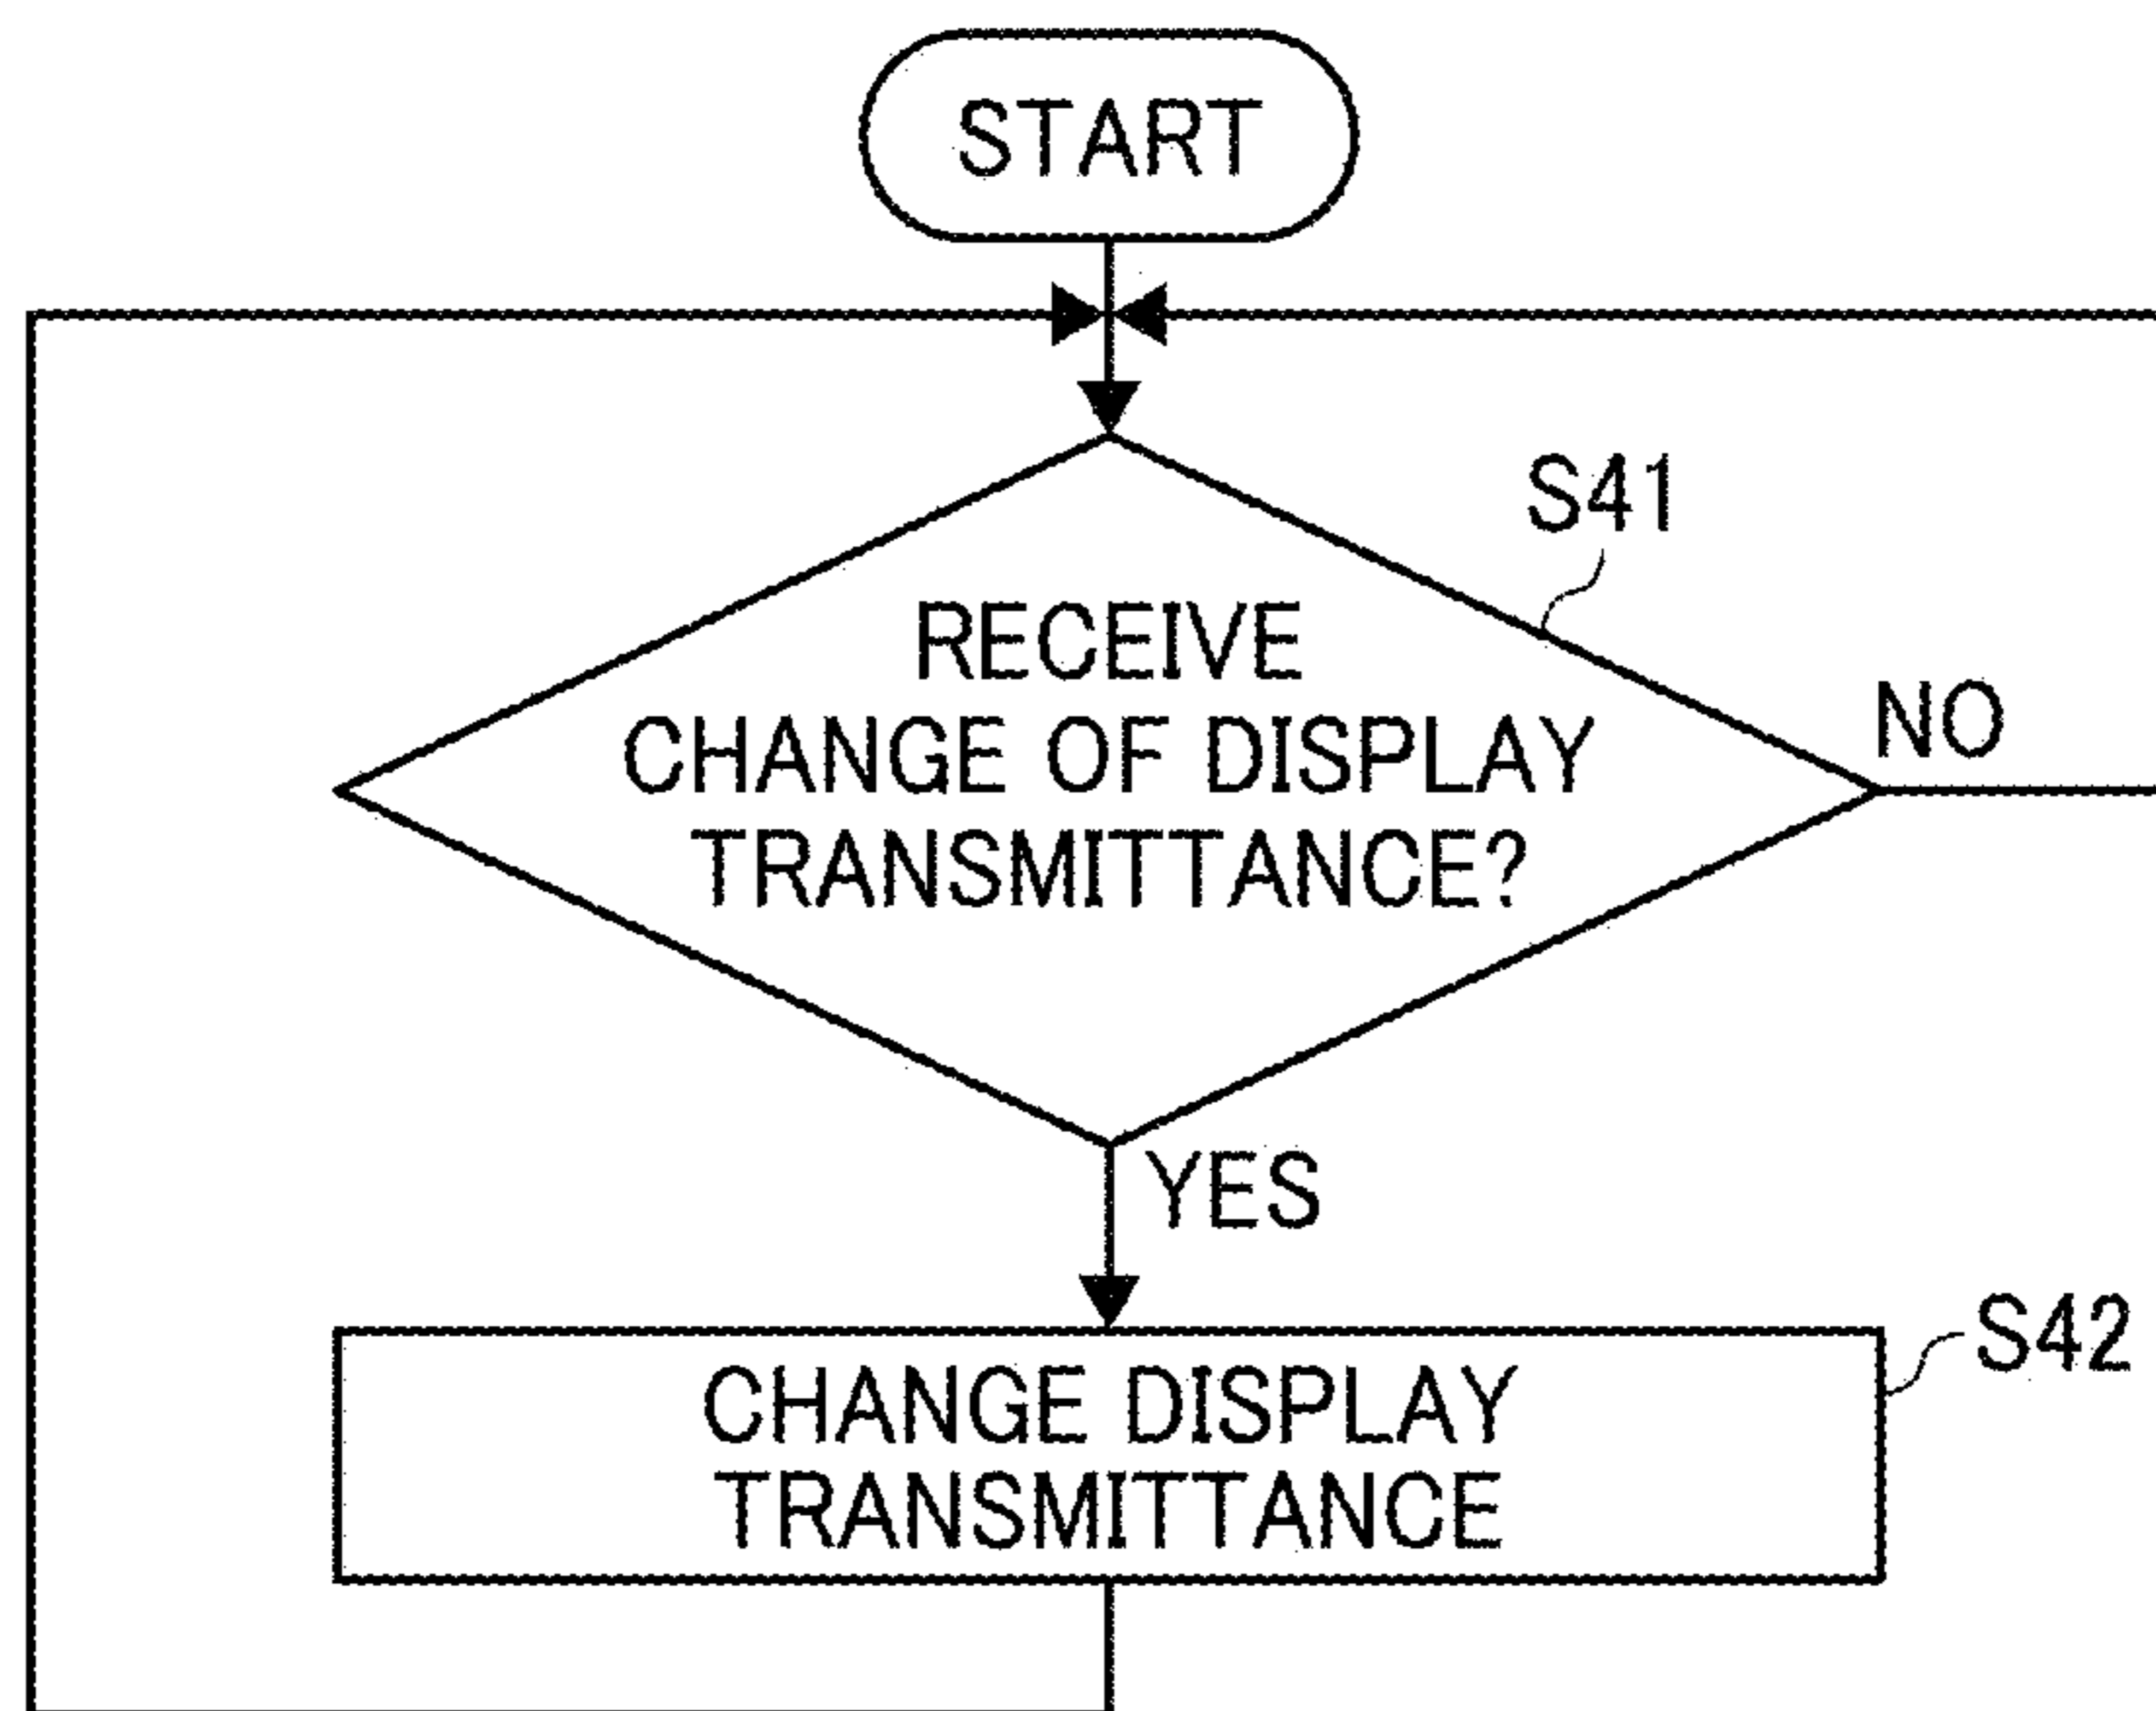 START
S41
RECEIVE
CHANGE OF DISPLAY
TRANSMITTANCE?
NO
YES
S42
CHANGE DISPLAY
TRANSMITTANCE